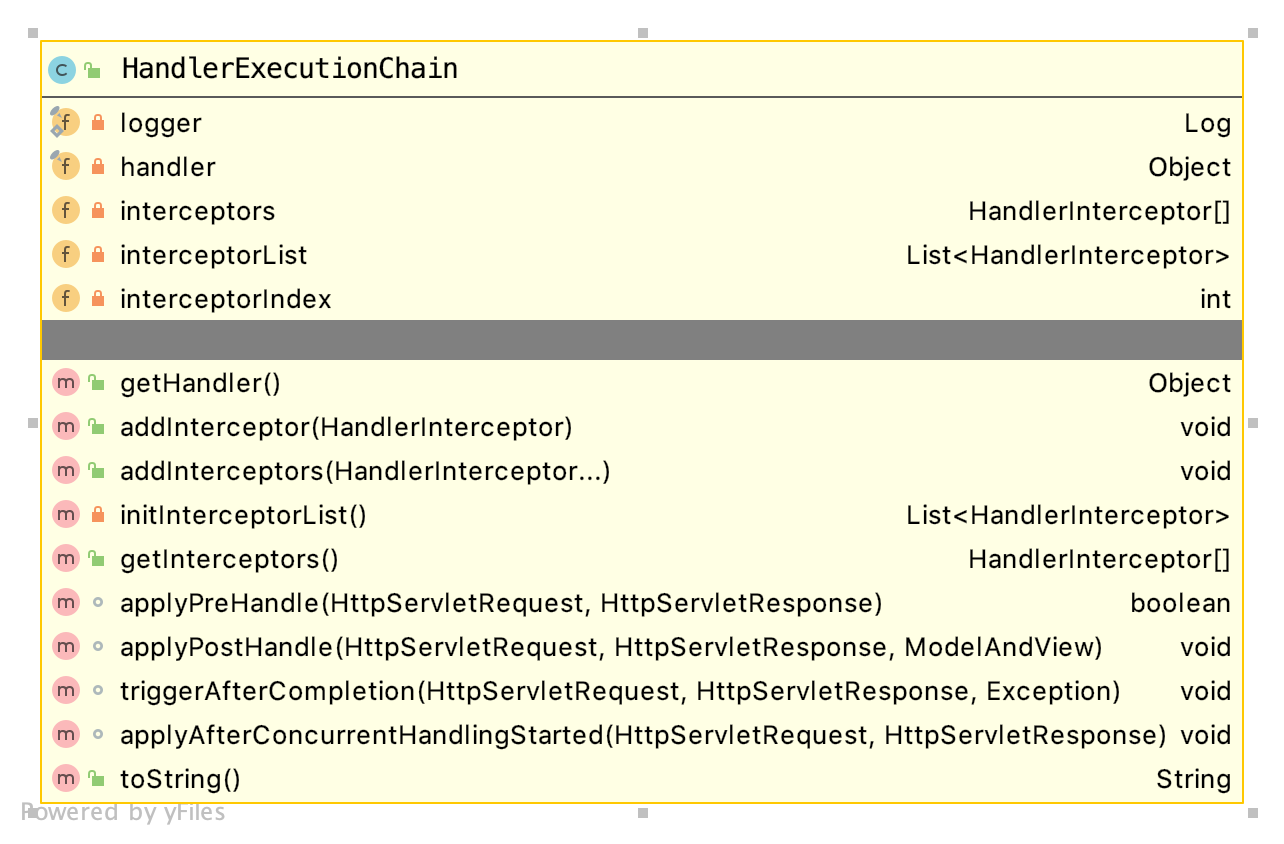 C HandlerExecutionChain
f logger Log
f handler Object
f interceptors HandlerInterceptor[]
f interceptorList List<HandlerInterceptor>
f interceptorIndex int
m getHandler() Object
m addInterceptor(HandlerInterceptor) void
m addInterceptors(HandlerInterceptor...) void
m initInterceptorList() List<HandlerInterceptor>
m getInterceptors() HandlerInterceptor[]
m applyPreHandle(HttpServletRequest, HttpServletResponse) boolean
m applyPostHandle(HttpServletRequest, HttpServletResponse, ModelAndView) void
m triggerAfterCompletion(HttpServletRequest, HttpServletResponse, Exception) void
m applyAfterConcurrentHandlingStarted(HttpServletRequest, HttpServletResponse) void
m toString() String
Powered by yFiles